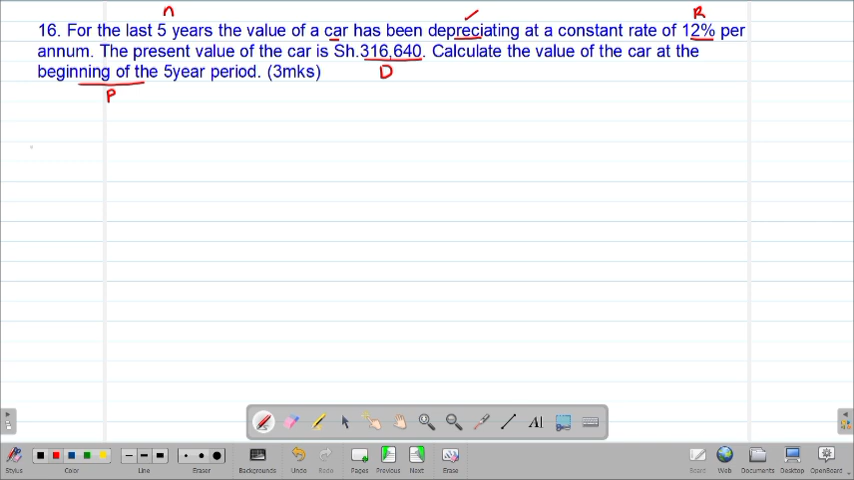 n R
16. For the last 5 years the value of a car has been depreciating at a constant rate of 12% per
annum. The present value of the car is Sh.316,640. Calculate the value of the car at the
beginning of the 5year period. (3mks) D
P
Stylus Color Line Eraser Backgrounds Undo Redo Pages Previous Next Erase Board Web Documents Desktop OpenBoard